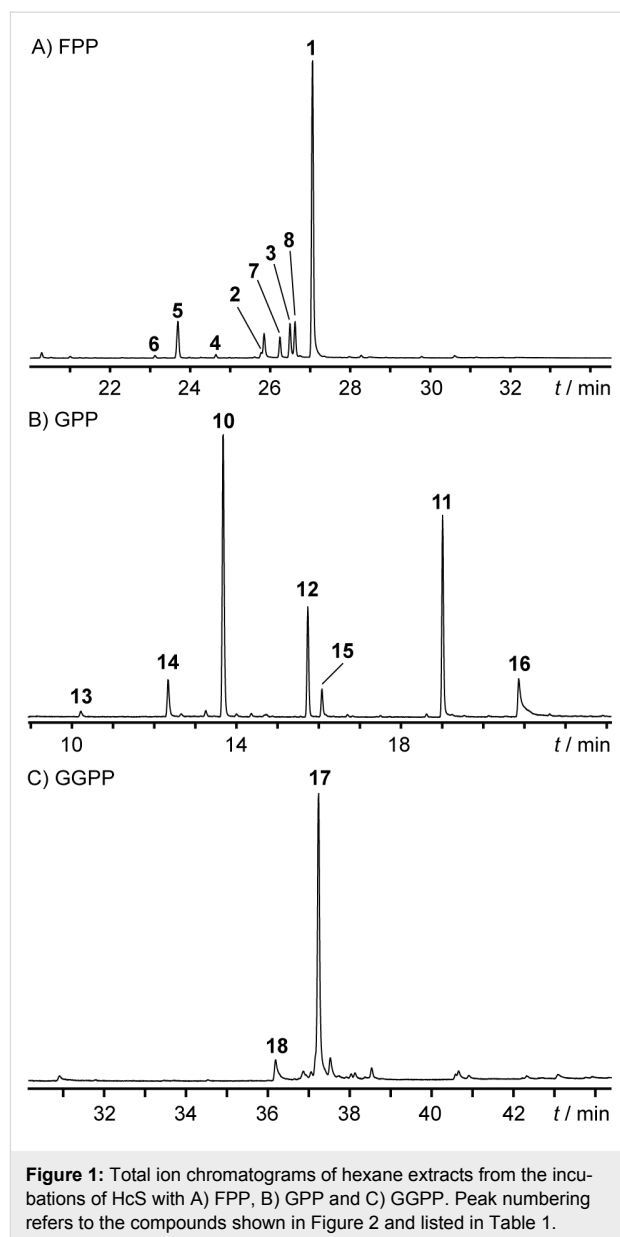 A) FPP
1
8
3
7
2
5
6
4
22 24 26 28 30 32 t / min
B) GPP
10
11
12
14
15
16
13
10 14 18 t / min
C) GGPP
17
18
32 34 36 38 40 42 t / min
Figure 1: Total ion chromatograms of hexane extracts from the incu-
bations of HcS with A) FPP, B) GPP and C) GGPP. Peak numbering
refers to the compounds shown in Figure 2 and listed in Table 1.